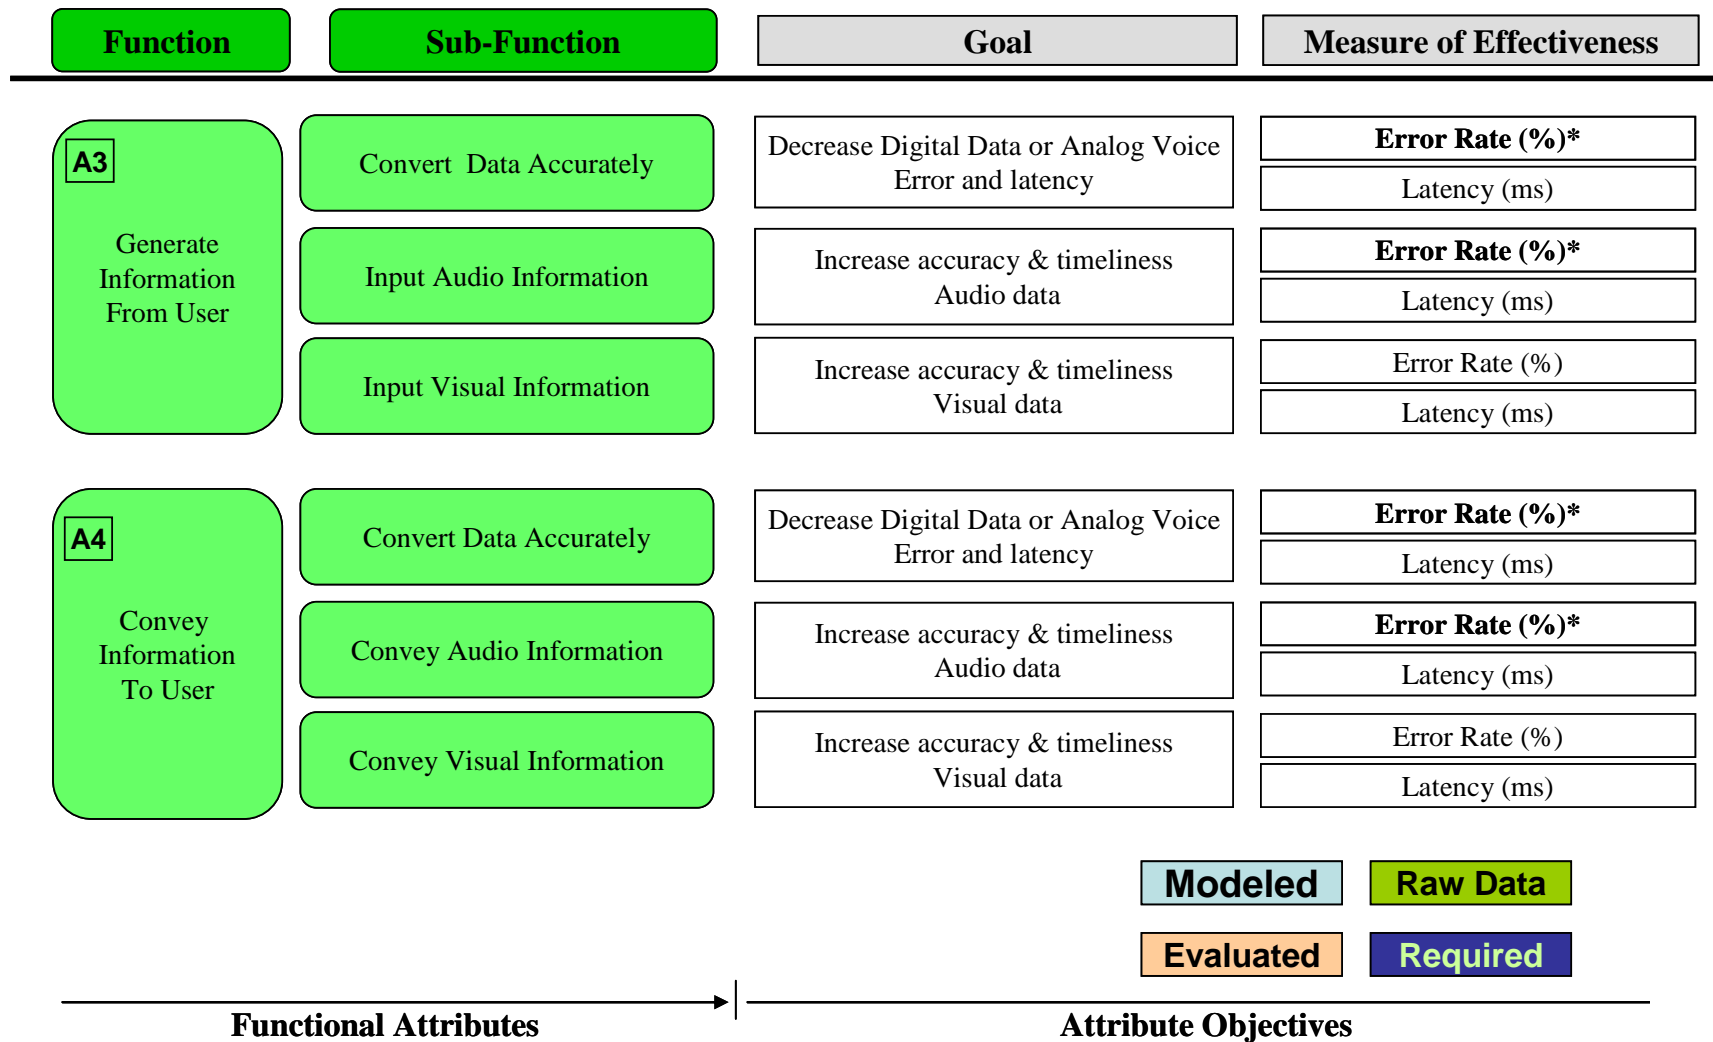 Function
Sub-Function
Goal
Measure of Effectiveness
A3
Generate
Information
From User
Convert Data Accurately
Decrease Digital Data or Analog Voice
Error and latency
Error Rate (%)*
Latency (ms)
Input Audio Information
Increase accuracy & timeliness
Audio data
Error Rate (%)*
Latency (ms)
Input Visual Information
Increase accuracy & timeliness
Visual data
Error Rate (%)
Latency (ms)
A4
Convey
Information
To User
Convert Data Accurately
Decrease Digital Data or Analog Voice
Error and latency
Error Rate (%)*
Latency (ms)
Convey Audio Information
Increase accuracy & timeliness
Audio data
Error Rate (%)*
Latency (ms)
Convey Visual Information
Increase accuracy & timeliness
Visual data
Error Rate (%)
Latency (ms)
Modeled
Raw Data
Evaluated
Required
Functional Attributes
Attribute Objectives